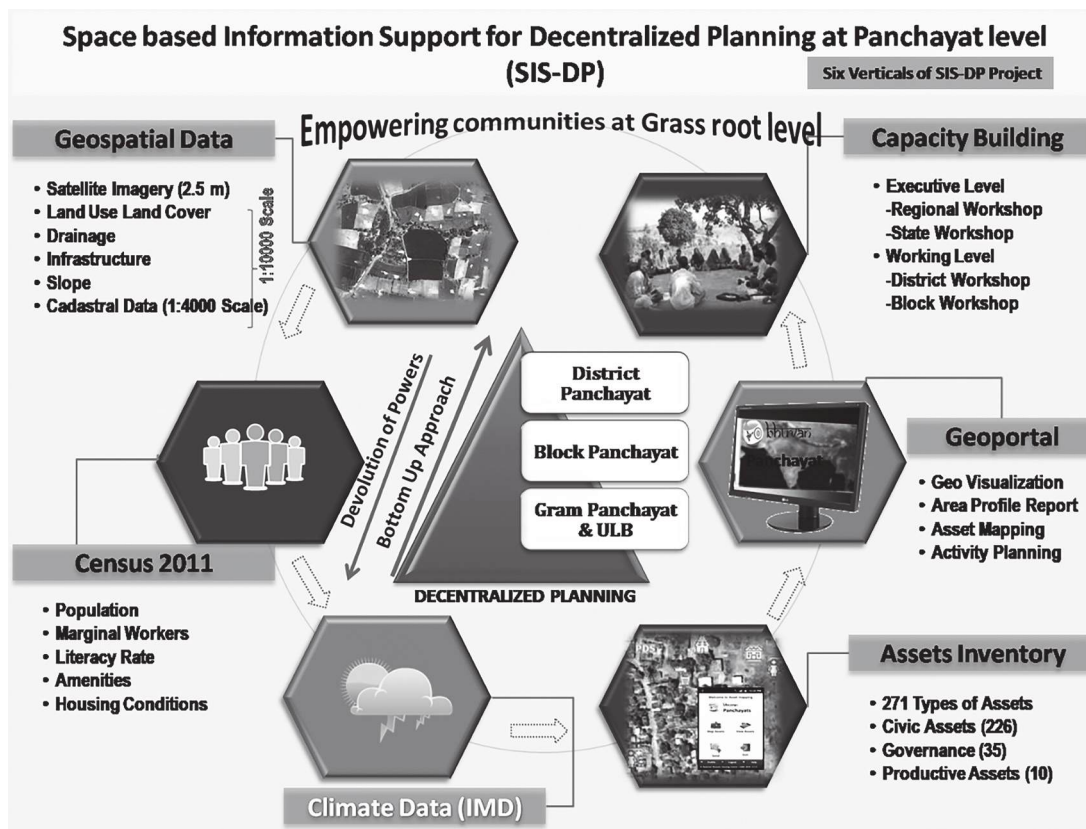 Space based Information Support for Decentralized Planning at Panchayat level
(SIS-DP)
Six Verticals of SIS-DP Project
Empowering communities at Grass root level
Geospatial Data
• Satellite Imagery (2.5 m)
• Land Use Land Cover
• Drainage
• Infrastructure
• Slope
• Cadastral Data (1:4000 Scale)
1:10000 Scale
Capacity Building
• Executive Level
-Regional Workshop
-State Workshop
• Working Level
-District Workshop
-Block Workshop
Devolution of Powers
Bottom Up Approach
District
Panchayat
Block Panchayat
Gram Panchayat
& ULB
DECENTRALIZED PLANNING
bhuvan
Panchayat
Geoportal
• Geo Visualization
• Area Profile Report
• Asset Mapping
• Activity Planning
Census 2011
• Population
• Marginal Workers
• Literacy Rate
• Amenities
• Housing Conditions
PDS
Panchayats
Assets Inventory
• 271 Types of Assets
• Civic Assets (226)
• Governance (35)
• Productive Assets (10)
Climate Data (IMD)